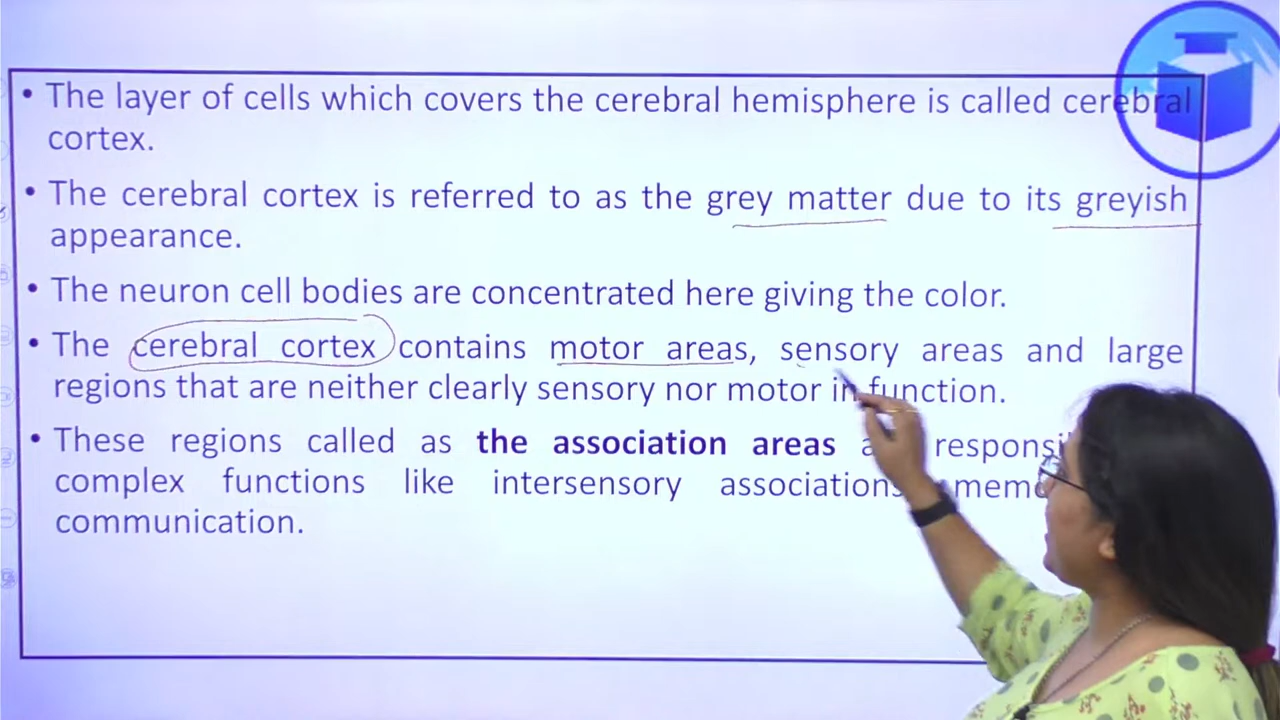 • The layer of cells which covers the cerebral hemisphere is called cerebral
cortex.
• The cerebral cortex is referred to as the grey matter due to its greyish
appearance.
• The neuron cell bodies are concentrated here giving the color.
• The cerebral cortex contains motor areas, sensory areas and large
regions that are neither clearly sensory nor motor in function.
• These regions called as the association areas
complex functions like intersensory associations
communication.